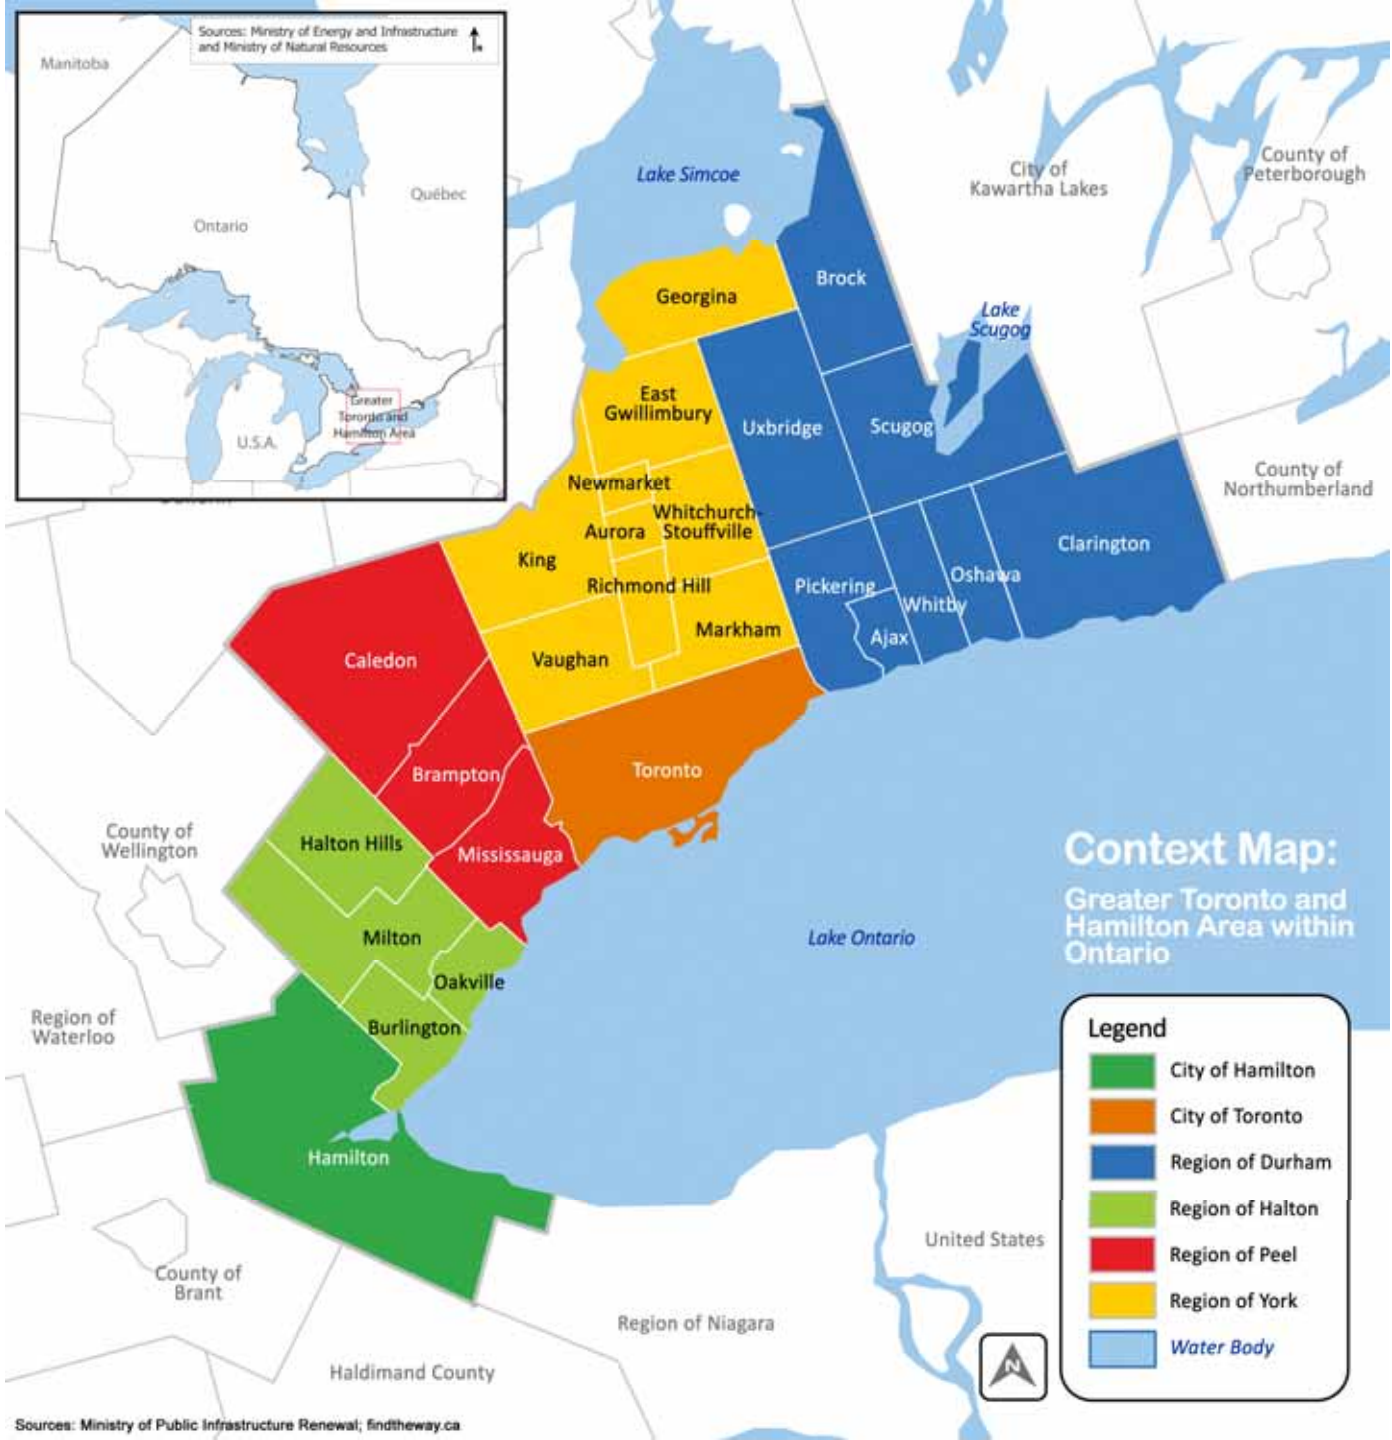 Sources: Ministry of Energy and Infrastructure
and Ministry of Natural Resources
Manitoba
Québec
Ontario
Greater
Toronto and
Hamilton Area
U.S.A.
Lake Simcoe
City of
Kawartha Lakes
County of
Peterborough
Brock
Georgina
Lake
Scugog
East
Gwillimbury
Uxbridge
Scugog
County of
Northumberland
Newmarket
Whitchurch-
Stouffville
Aurora
King
Clarington
Richmond Hill
Pickering
Oshawa
Whitby
Ajax
Markham
Vaughan
Caledon
Toronto
Brampton
County of
Wellington
Halton Hills
Mississauga
Context Map:
Greater Toronto and
Hamilton Area within
Ontario
Milton
Lake Ontario
Oakville
Region of
Waterloo
Burlington
Legend
City of Hamilton
City of Toronto
Region of Durham
Region of Halton
Region of Peel
Region of York
Water Body
Hamilton
United States
County of
Brant
Region of Niagara
N
Haldimand County
Sources: Ministry of Public Infrastructure Renewal; findtheway.ca